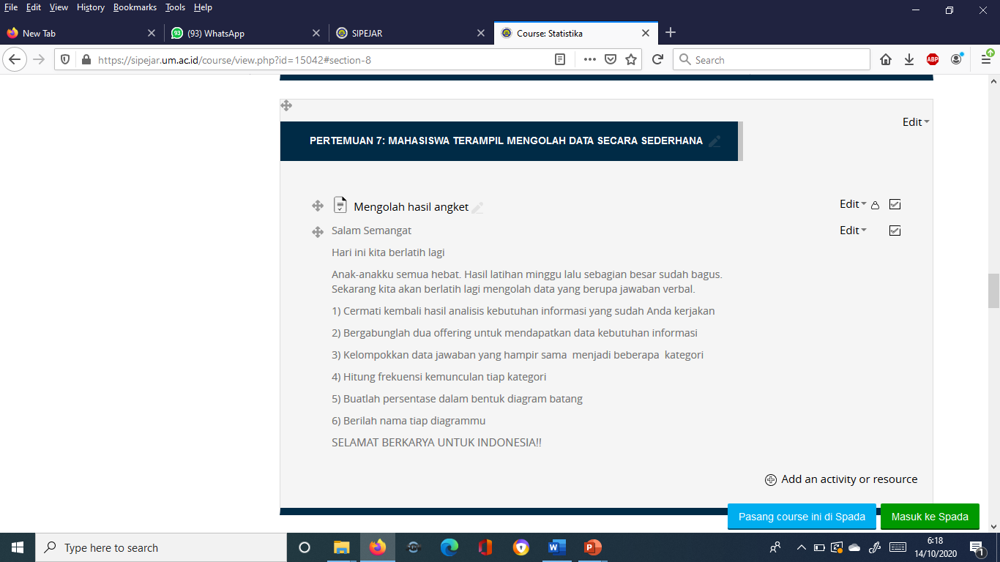 File Edit View History Bookmarks Tools Help
New Tab
(93) WhatsApp
SIPEJAR
Course: Statistika
https://sipejar.um.ac.id/course/view.php?id=15042#section-8
Search
ABP
Edit
PERTEMUAN 7: MAHASISWA TERAMPIL MENGOLAH DATA SECARA SEDERHANA
Mengolah hasil angket
Edit
Salam Semangat
Edit
Hari ini kita berlatih lagi
Anak-anakku semua hebat. Hasil latihan minggu lalu sebagian besar sudah bagus.
Sekarang kita akan berlatih lagi mengolah data yang berupa jawaban verbal.
1) Cermati kembali hasil analisis kebutuhan informasi yang sudah Anda kerjakan
2) Bergabunglah dua offering untuk mendapatkan data kebutuhan informasi
3) Kelompokkan data jawaban yang hampir sama  menjadi beberapa  kategori
4) Hitung frekuensi kemunculan tiap kategori
5) Buatlah persentase dalam bentuk diagram batang
6) Berilah nama tiap diagrammu
SELAMAT BERKARYA UNTUK INDONESIA!!
Add an activity or resource
Pasang course ini di Spada
Masuk ke Spada
Type here to search
6:18
14/10/2020
1